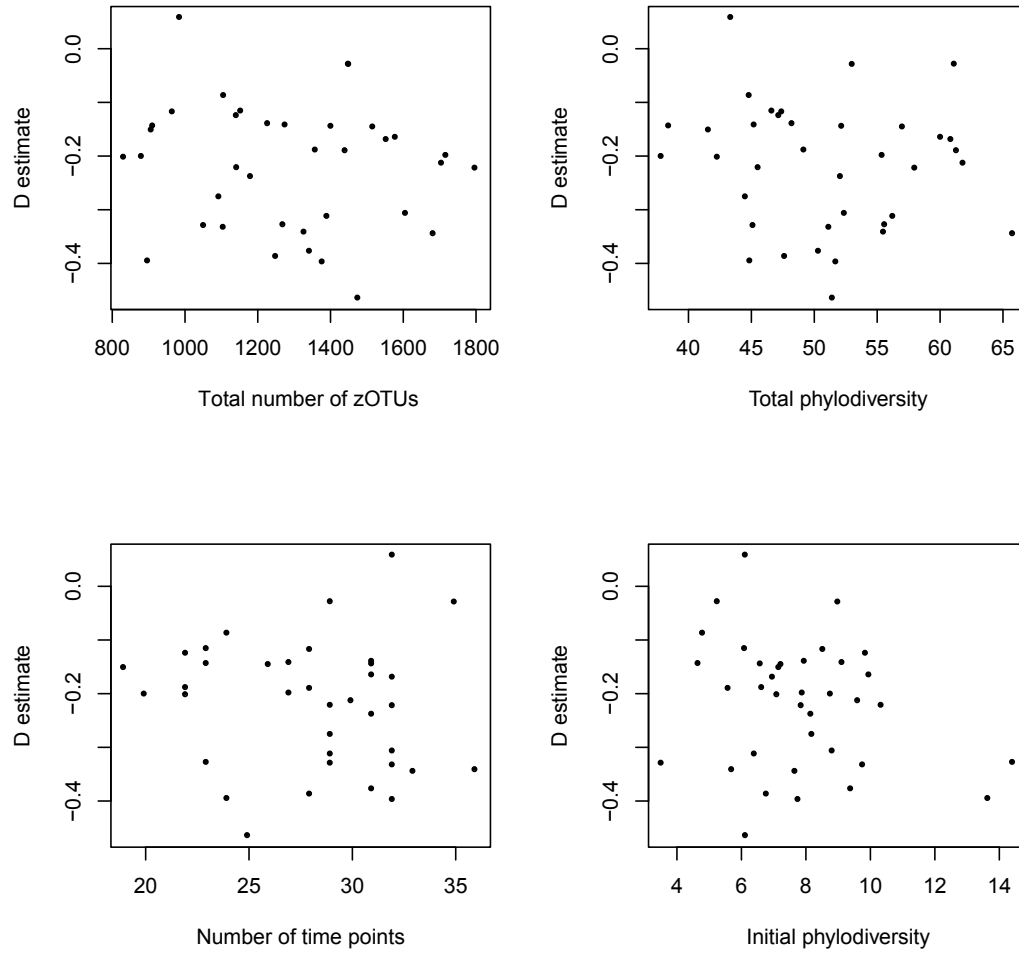 0.0
−0.2
−0.4
D estimate
800 1000 1200 1400 1600 1800
Total number of zOTUs
0.0
−0.2
−0.4
D estimate
40 45 50 55 60 65
Total phylodiversity
0.0
−0.2
−0.4
D estimate
20 25 30 35
Number of time points
0.0
−0.2
−0.4
D estimate
4 6 8 10 12 14
Initial phylodiversity